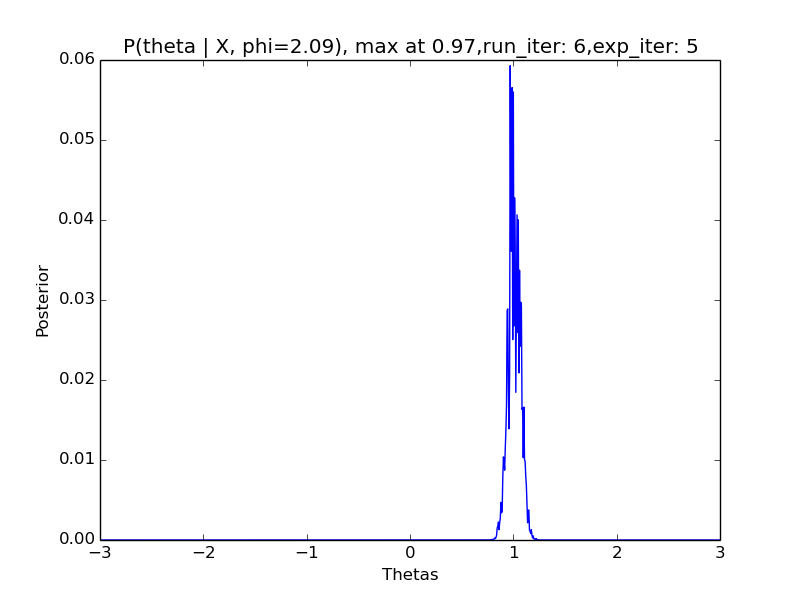 P(theta | X, phi=2.09), max at 0.97,run_iter: 6,exp_iter: 5
0.06
0.05
0.04
0.03
0.02
0.01
0.00
Posterior
−3 −2 −1 0 1 2 3
Thetas